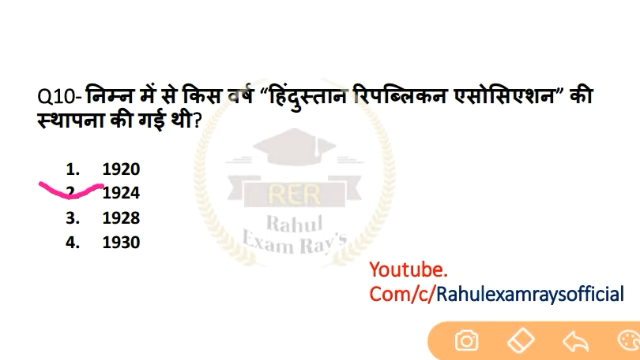 Q10- निम्न में से किस वर्ष “हिंदुस्तान रिपब्लिकन एसोसिएशन” की
स्थापना की गई थी?
1. 1920
2. 1924
3. 1928
4. 1930
RER
Rahul
Exam Ray's
Youtube.
Com/c/Rahulexamraysofficial